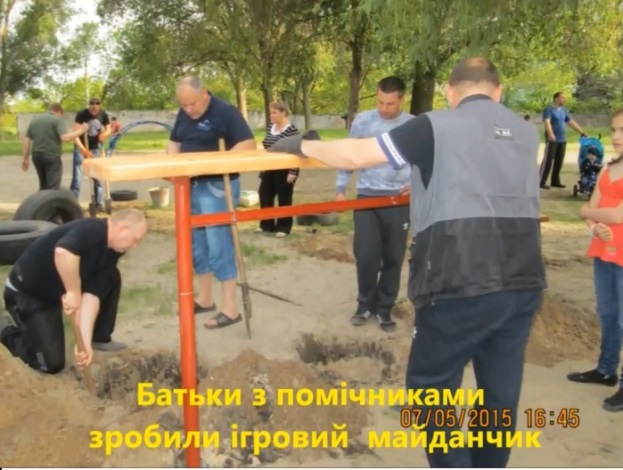 Батьки з помічниками
07/05/2015 16:45
зробили ігровий майданчик